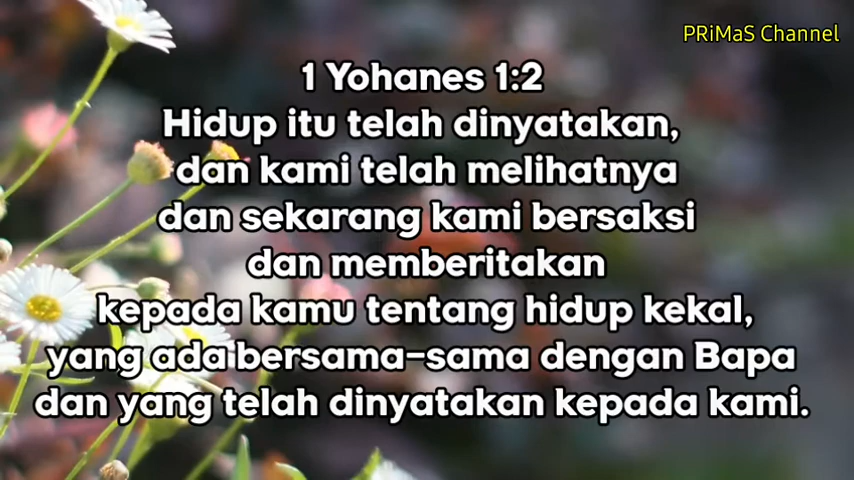 PRiMaS Channel
1 Yohanes 1:2
Hidup itu telah dinyatakan,
dan kami telah melihatnya
dan sekarang kami bersaksi
dan memberitakan
kepada kamu tentang hidup kekal,
yang ada bersama-sama dengan Bapa
dan yang telah dinyatakan kepada kami.